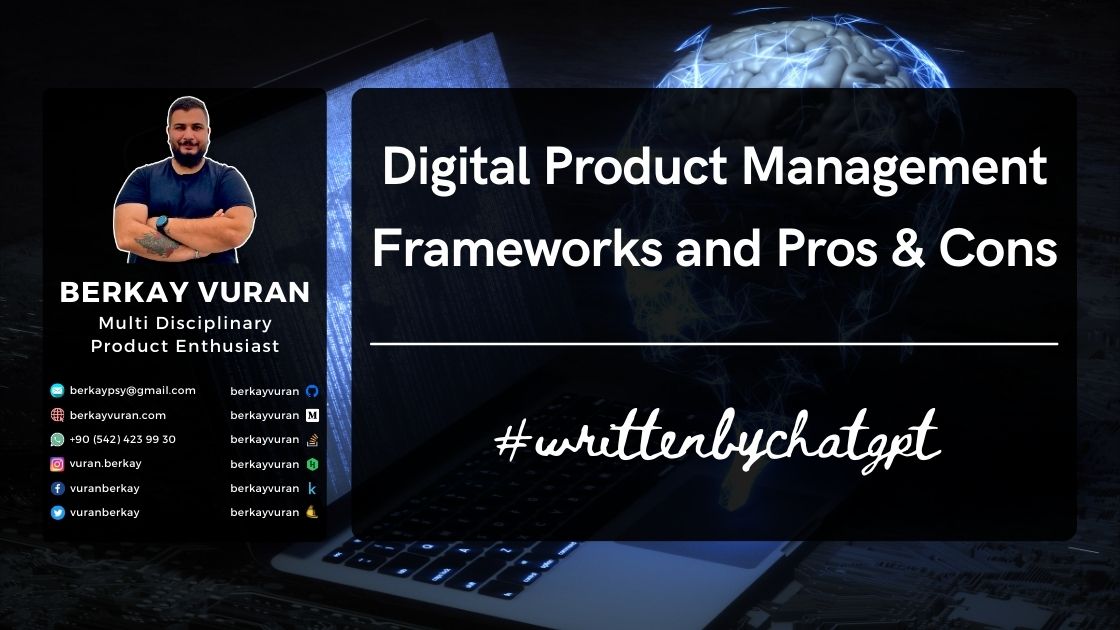 BERKAY VURAN
Multi Disciplinary
Product Enthusiast
berkaypsy@gmail.com
berkayvuran.com
+90 (542) 423 99 30
vuran.berkay
vuranberkay
vuranberkay
berkayvuran
berkayvuran
berkayvuran
berkayvuran
berkayvuran
berkayvuran
Digital Product Management
Frameworks and Pros & Cons
#writtenbychatgpt